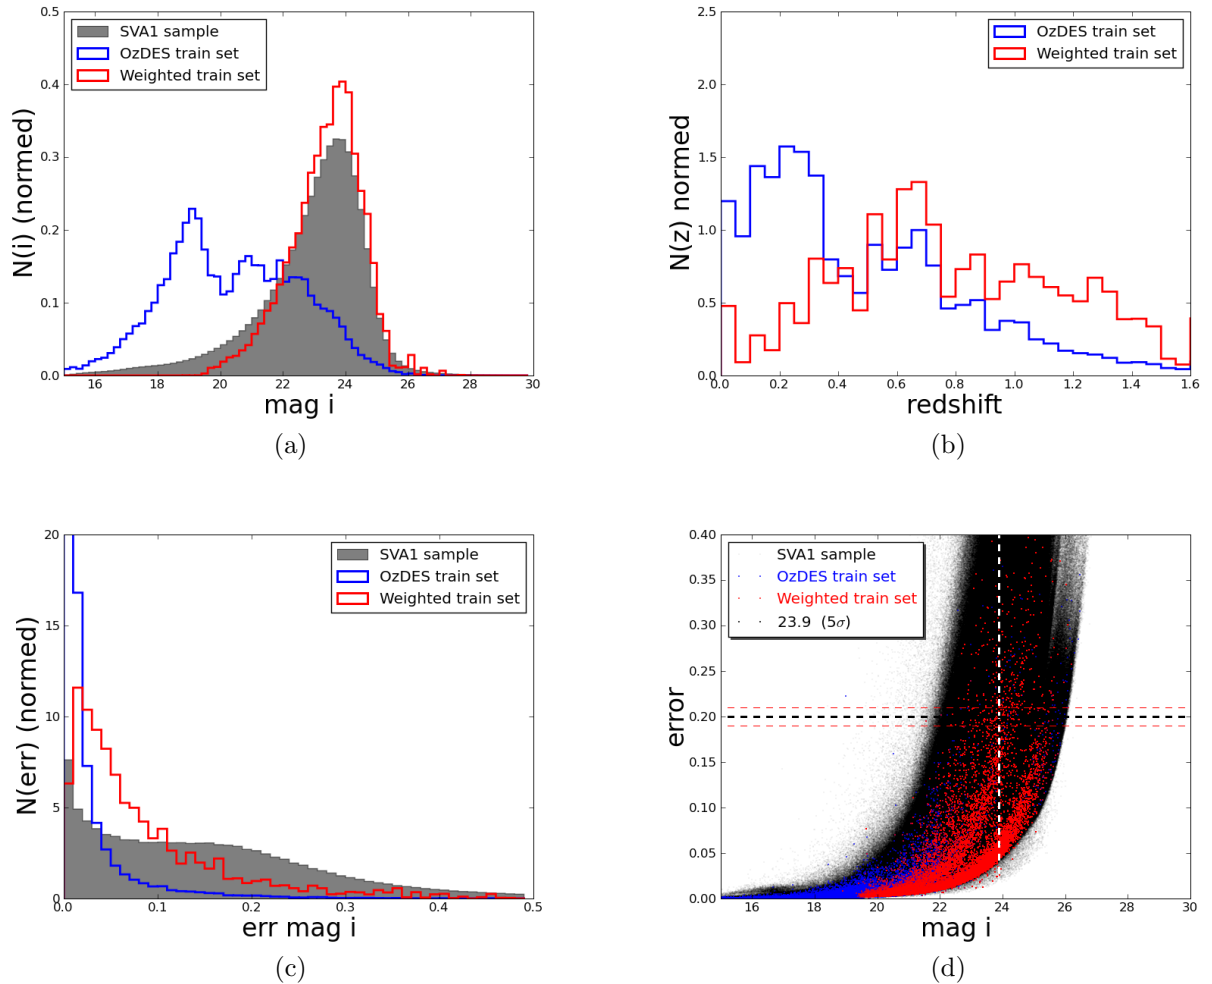 SVA1 sample
OzDES train set
Weighted train set
0.5
0.4
0.3
0.2
0.1
0.0
N(i) (normed)
16 18 20 22 24 26 28 30
mag i
(a)
OzDES train set
Weighted train set
2.5
2.0
1.5
1.0
0.5
0.0
N(z) normed
0.0 0.2 0.4 0.6 0.8 1.0 1.2 1.4 1.6
redshift
(b)
SVA1 sample
OzDES train set
Weighted train set
20
15
10
5
0
N(err) (normed)
0.0 0.1 0.2 0.3 0.4 0.5
err mag i
(c)
SVA1 sample
OzDES train set
Weighted train set
23.9 (5σ)
0.40
0.35
0.30
0.25
0.20
0.15
0.10
0.05
0.00
error
16 18 20 22 24 26 28 30
mag i
(d)